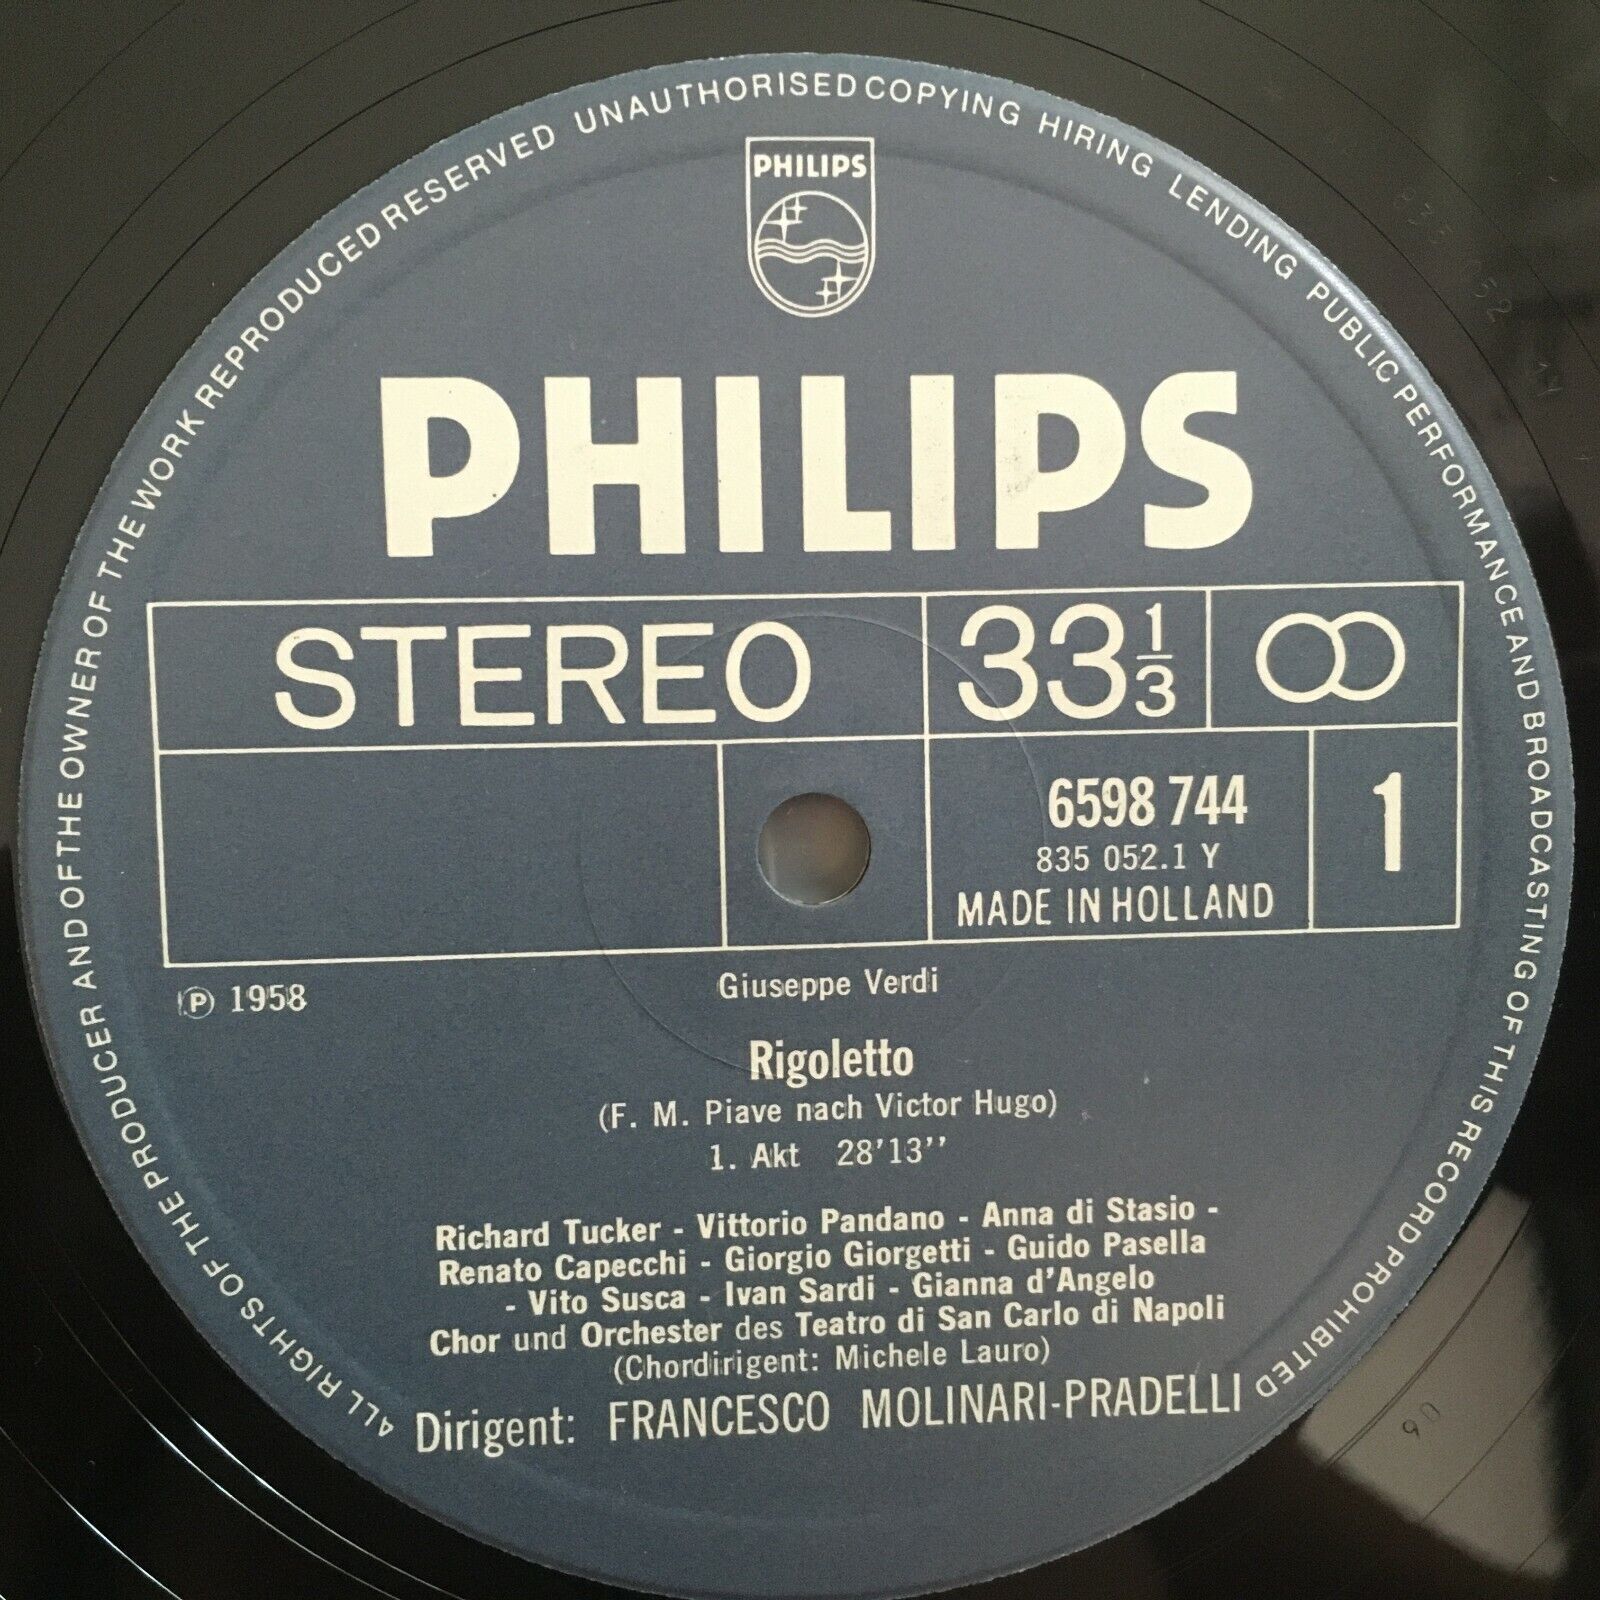 ALL RIGHTS OF THE PRODUCER AND OF THE OWNER OF THE WORK REPRODUCED RESERVED UNAUTHORISED COPYING HIRING LENDING PUBLIC PERFORMANCE AND BROADCASTING OF THIS RECORD PROHIBITED
PHILIPS
PHILIPS
STEREO 33 1/3
6598 744 1
835 052.1 Y
MADE IN HOLLAND
Giuseppe Verdi
Ⓟ 1958
Rigoletto
(F. M. Piave nach Victor Hugo)
1. Akt 28'13''
Richard Tucker - Vittorio Pandano - Anna di Stasio -
Renato Capecchi - Giorgio Giorgetti - Guido Pasella
- Vito Susca - Ivan Sardi - Gianna d'Angelo
Chor und Orchester des Teatro di San Carlo di Napoli
(Chordirigent: Michele Lauro)
Dirigent: FRANCESCO MOLINARI-PRADELLI